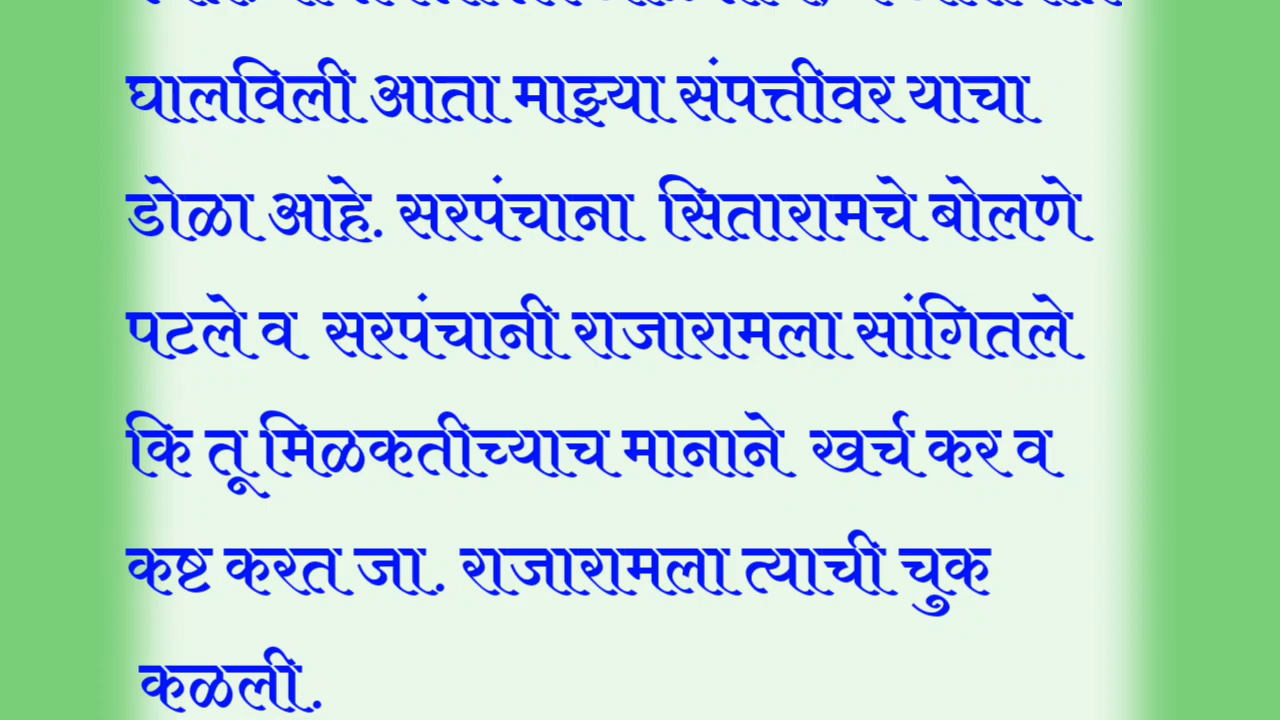 घालविली आता माझ्या संपत्तीवर याचा
डोळा आहे. सरपंचाना सितारामचे बोलणे
पटले व सरपंचानी राजारामला सांगितले
कि तू मिळकतीच्याच मानाने खर्च कर व
कष्ट करत जा. राजारामला त्याची चुक
कळली.